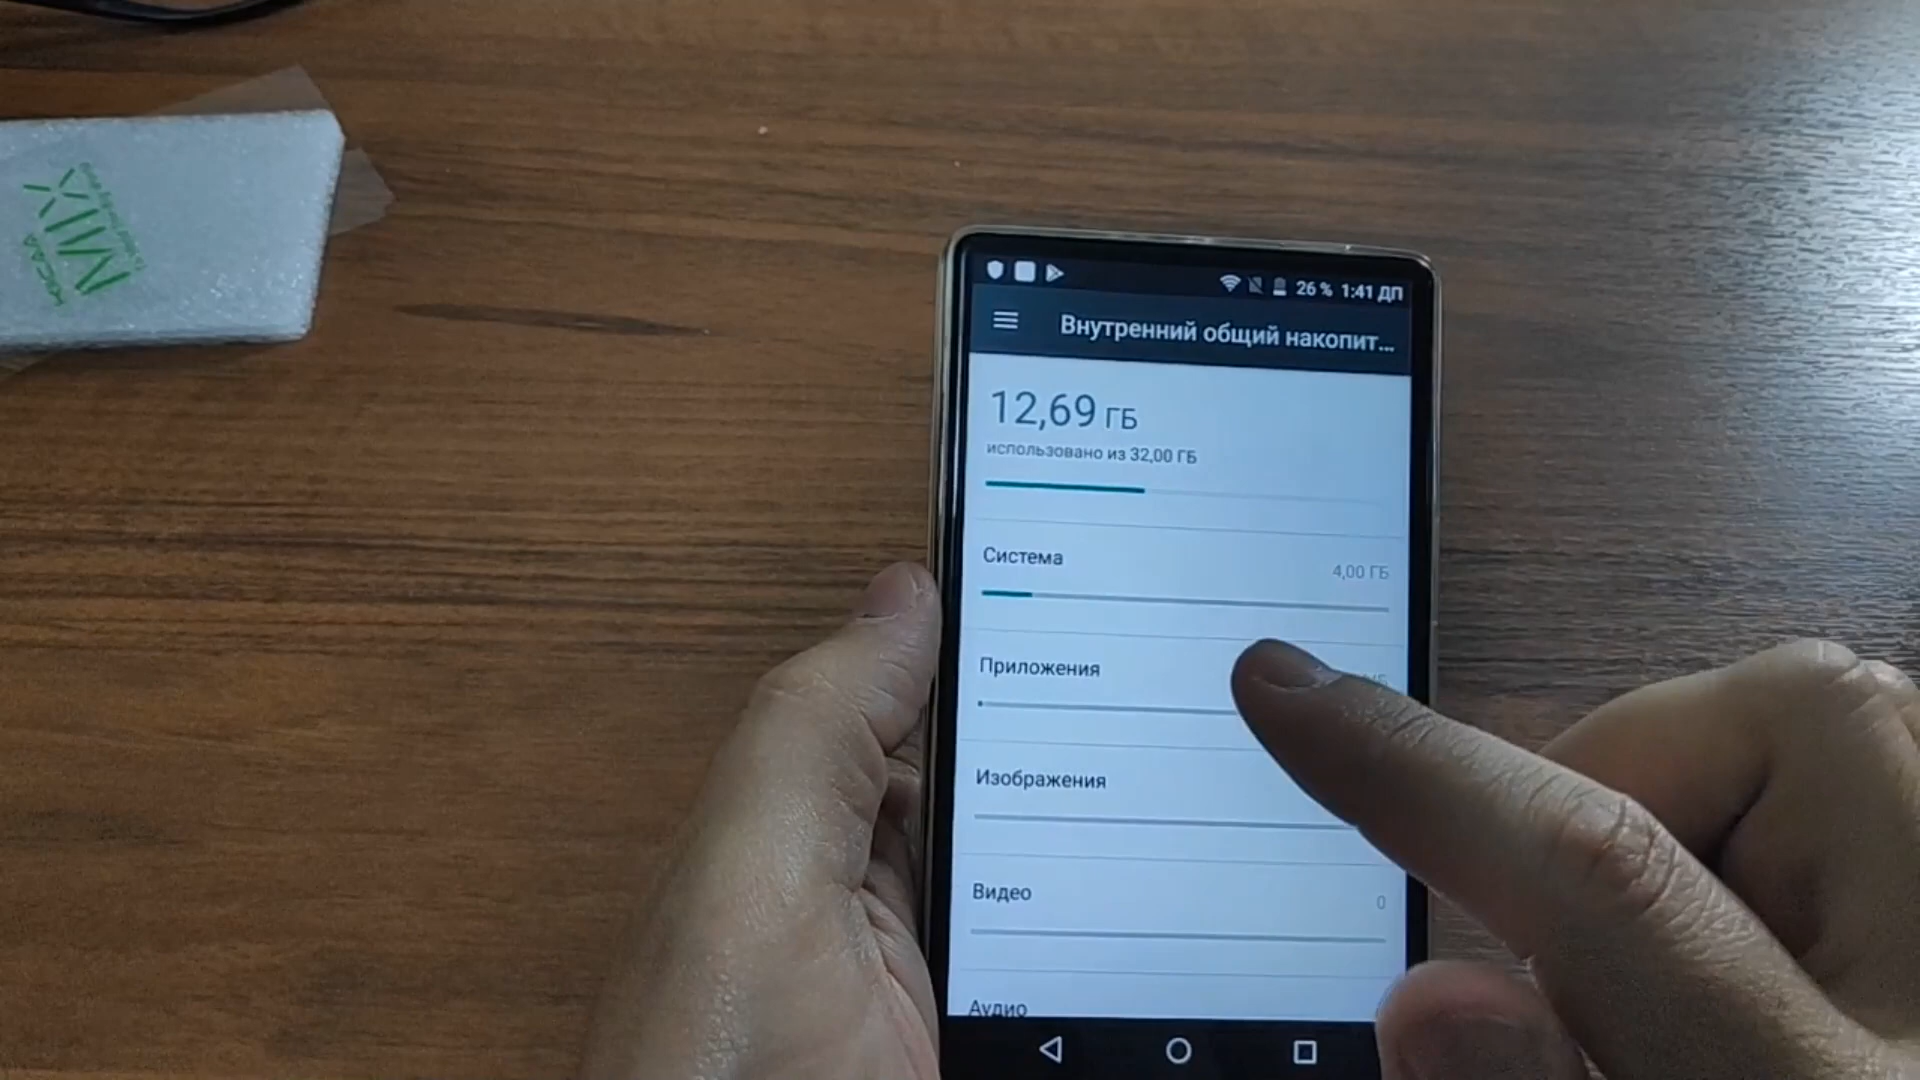 MIX
26 % 1:41 ДП
Внутренний общий накопит...
12,69 ГБ
использовано из 32,00 ГБ
Система
4,00 ГБ
Приложения
Изображения
Видео
0
Аудио